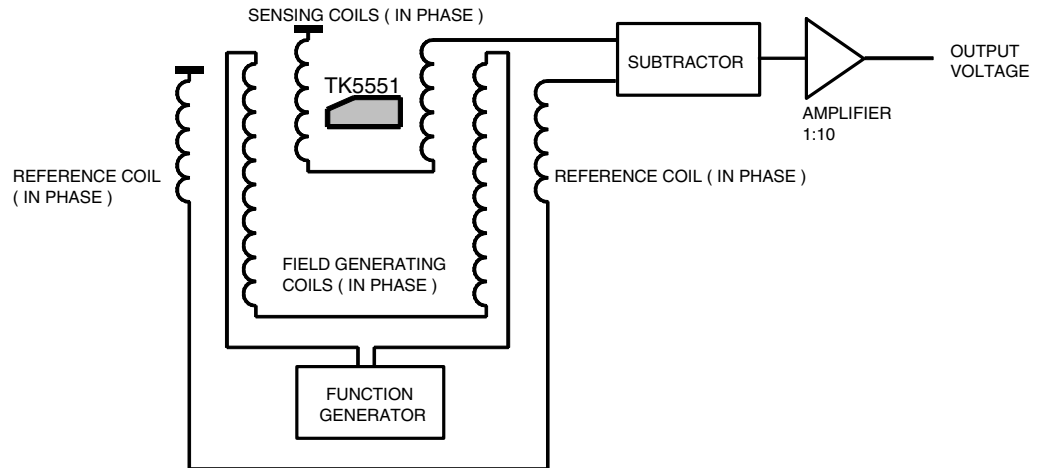 SENSING COILS ( IN PHASE )
TK5551
SUBTRACTOR
OUTPUT
VOLTAGE
AMPLIFIER
1:10
REFERENCE COIL
( IN PHASE )
REFERENCE COIL ( IN PHASE )
FIELD GENERATING
COILS ( IN PHASE )
FUNCTION
GENERATOR